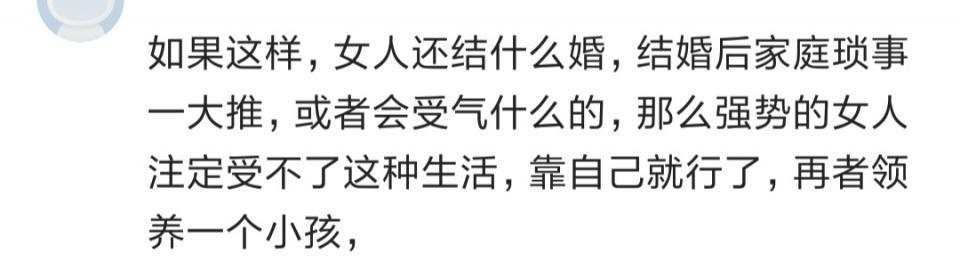 如果这样，女人还结什么婚，结婚后家庭琐事
一大推，或者会受气什么的，那么强势的女人
注定受不了这种生活，靠自己就行了，再者领
养一个小孩，